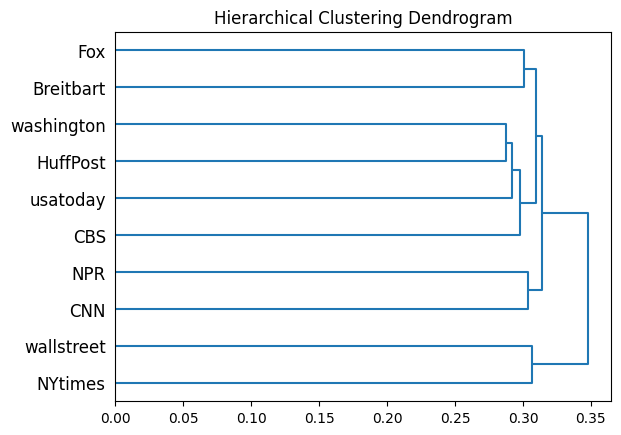 Hierarchical Clustering Dendrogram
Fox
Breitbart
washington
HuffPost
usatoday
CBS
NPR
CNN
wallstreet
NYtimes
0.00 0.05 0.10 0.15 0.20 0.25 0.30 0.35